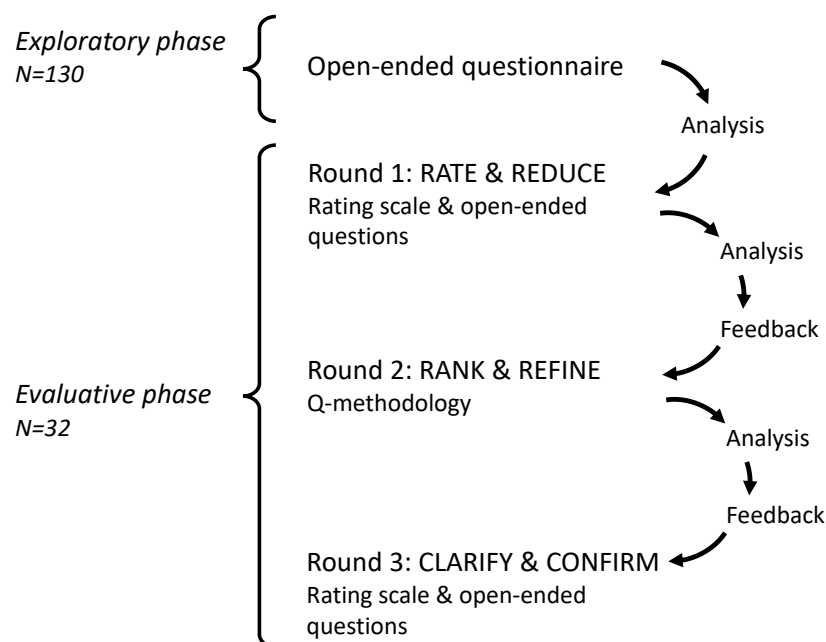 Exploratory phase
N=130
Open-ended questionnaire
Analysis
Round 1: RATE & REDUCE
Rating scale & open-ended
questions
Analysis
Feedback
Evaluative phase
N=32
Round 2: RANK & REFINE
Q-methodology
Analysis
Feedback
Round 3: CLARIFY & CONFIRM
Rating scale & open-ended
questions